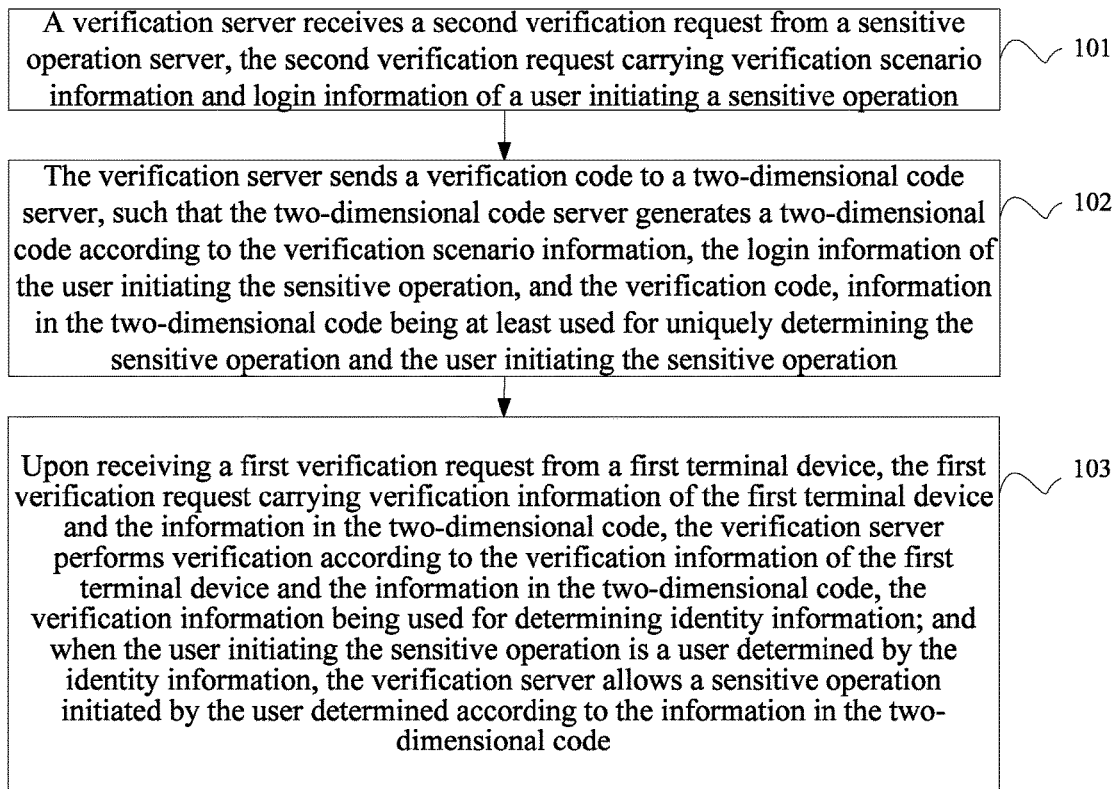 A verification server receives a second verification request from a sensitive
operation server, the second verification request carrying verification scenario
information and login information of a user initiating a sensitive operation
101
The verification server sends a verification code to a two-dimensional code
server, such that the two-dimensional code server generates a two-dimensional
code according to the verification scenario information, the login information of
the user initiating the sensitive operation, and the verification code, information
in the two-dimensional code being at least used for uniquely determining the
sensitive operation and the user initiating the sensitive operation
102
Upon receiving a first verification request from a first terminal device, the first
verification request carrying verification information of the first terminal device
and the information in the two-dimensional code, the verification server
performs verification according to the verification information of the first
terminal device and the information in the two-dimensional code, the
verification information being used for determining identity information; and
when the user initiating the sensitive operation is a user determined by the
identity information, the verification server allows a sensitive operation
initiated by the user determined according to the information in the two-
dimensional code
103